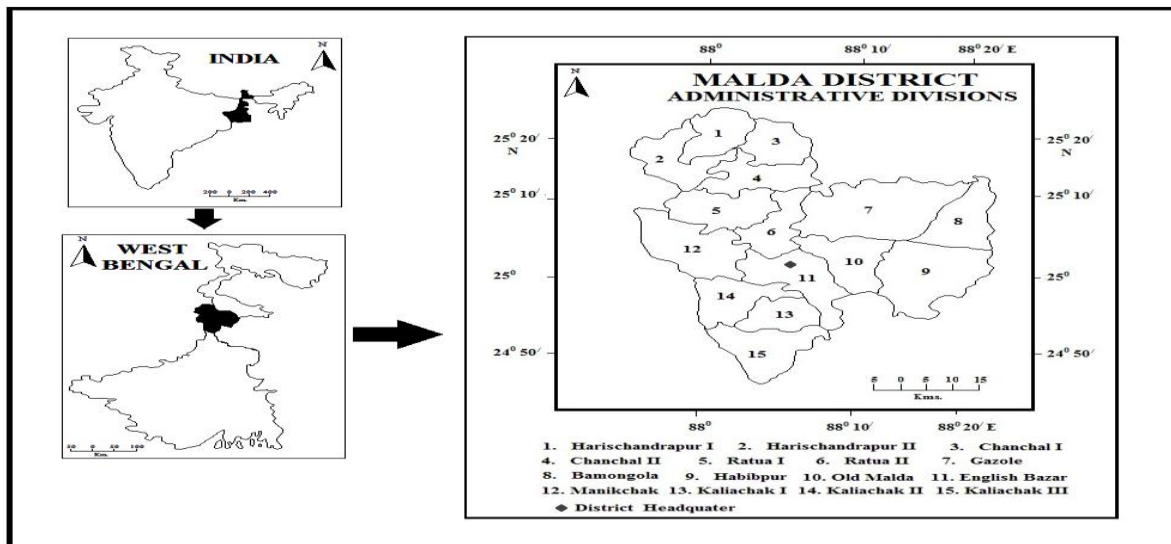 N
INDIA
200 0 200 400
Km.
N
WEST
BENGAL
50 0 50 100
Km.
88⁰ 88⁰ 10′ 88⁰ 20′ E
N
MALDA DISTRICT
ADMINISTRATIVE DIVISIONS
25⁰ 20′
N
25⁰ 20′
N
1
3
2
4
25⁰ 10′
25⁰ 10′
5
7
8
6
12
10
9
25⁰
11
25⁰
14
13
24⁰ 50′
15
24⁰ 50′
5 0 5 10 15
Kms.
88⁰ 88⁰ 10′ 88⁰ 20′ E
1. Harischandrapur I 2. Harischandrapur II 3. Chanchal I
4. Chanchal II 5. Ratua I 6. Ratua II 7. Gazole
8. Bamongola 9. Habibpur 10. Old Malda 11. English Bazar
12. Manikchak 13. Kaliachak I 14. Kaliachak II 15. Kaliachak III
◆ District Headquater